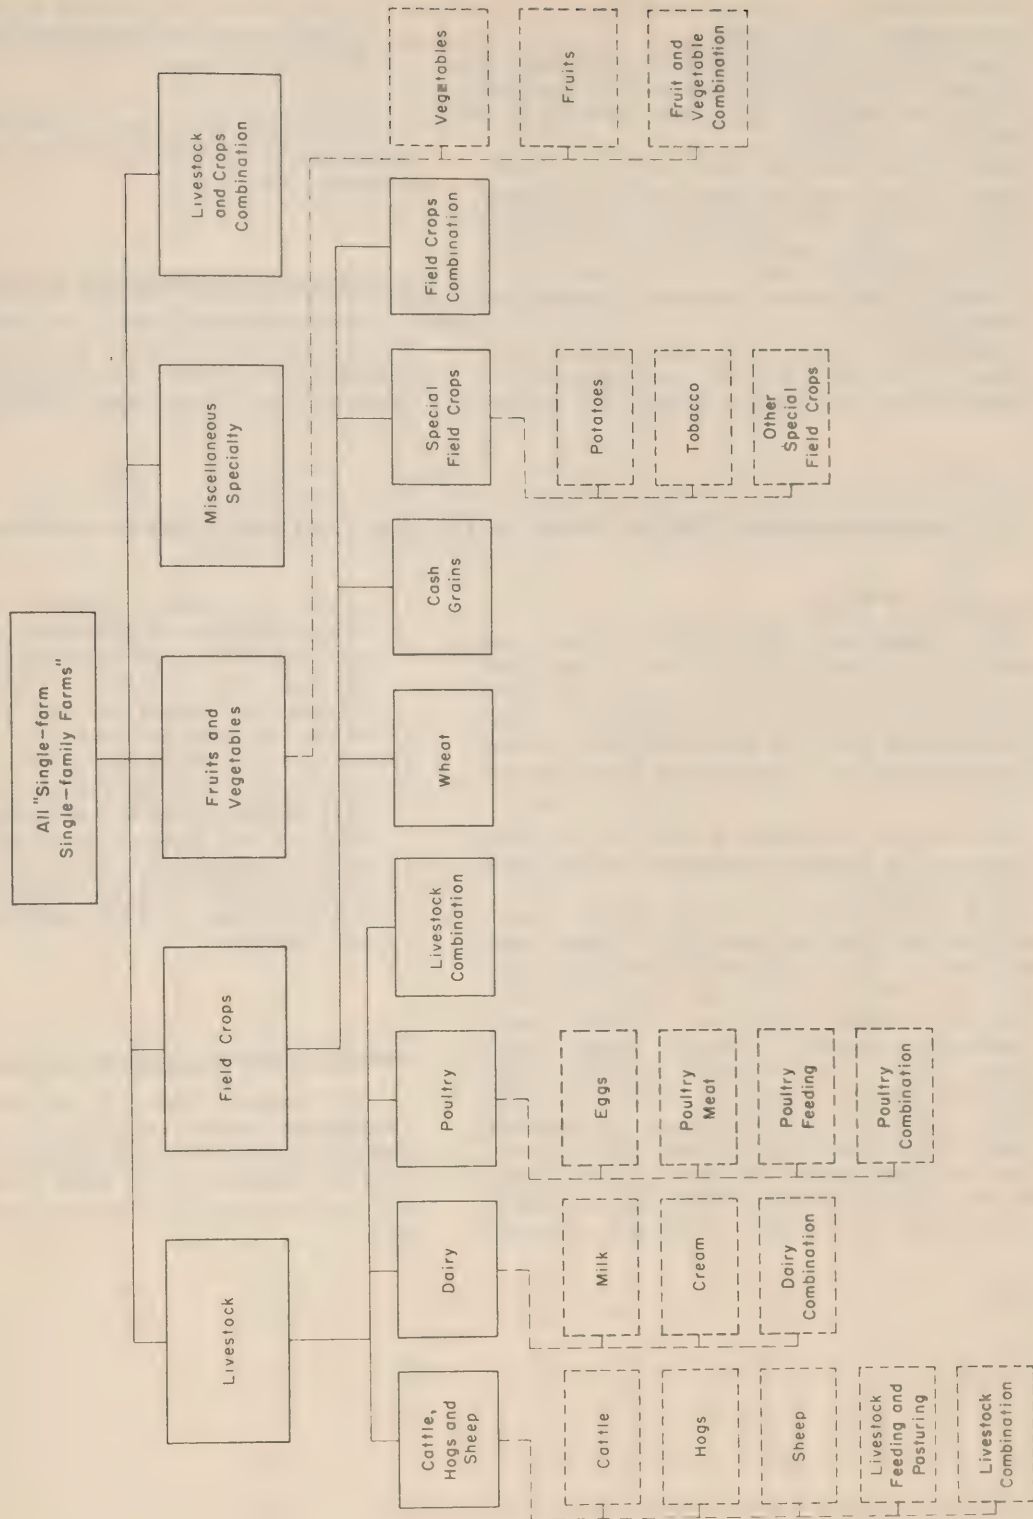 All "Single-farm
Single-family Farms"
Livestock
Field Crops
Fruits and
Vegetables
Miscellaneous
Specialty
Livestock
and Crops
Combination
Cattle,
Hogs and
Sheep
Dairy
Poultry
Livestock
Combination
Wheat
Cash
Grains
Special
Field Crops
Field Crops
Combination
Vegetables
Fruits
Fruit and
Vegetable
Combination
Cattle
Hogs
Sheep
Livestock
Feeding and
Pasturing
Livestock
Combination
Milk
Cream
Dairy
Combination
Eggs
Poultry
Meat
Poultry
Feeding
Poultry
Combination
Potatoes
Tobacco
Other
Special
Field Crops